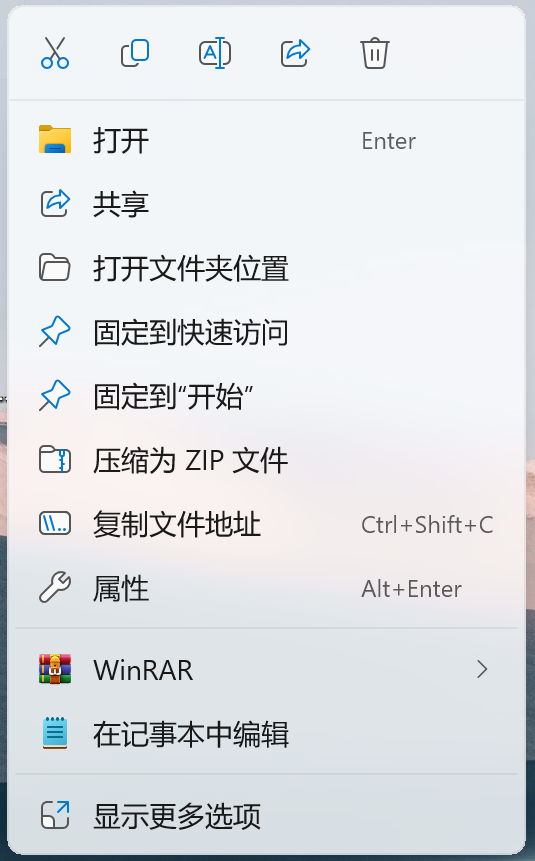 打开 Enter
共享
打开文件夹位置
固定到快速访问
固定到“开始”
压缩为 ZIP 文件
复制文件地址 Ctrl+Shift+C
属性 Alt+Enter
WinRAR
在记事本中编辑
显示更多选项